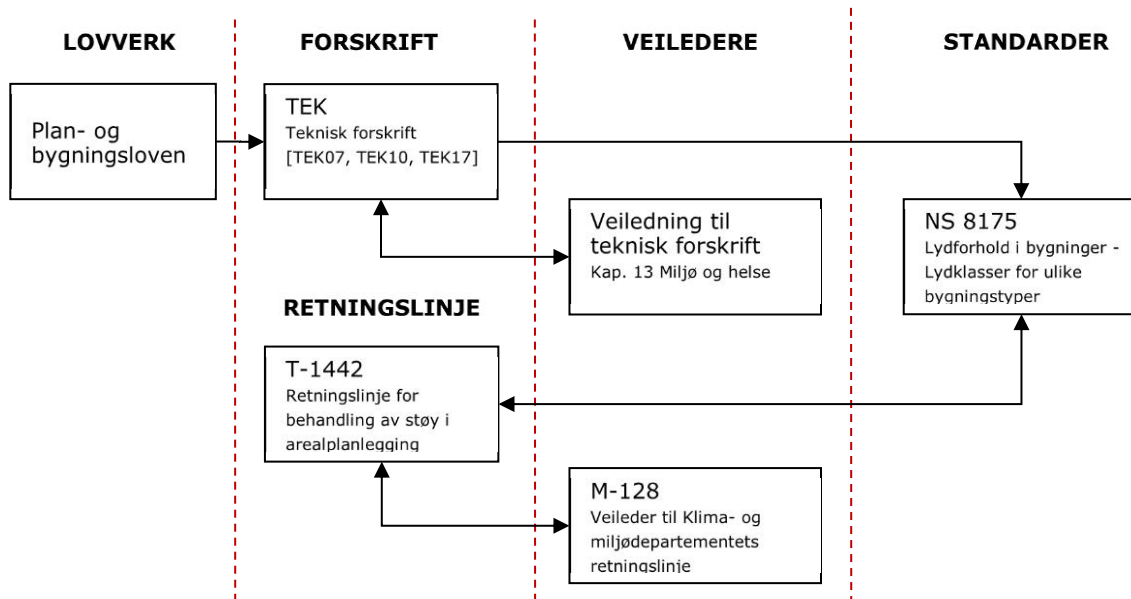 LOVVERK
FORSKRIFT
VEILEDERE
STANDARDER
Plan- og
bygningsloven
TEK
Teknisk forskrift
[TEK07, TEK10, TEK17]
Veiledning til
teknisk forskrift
Kap. 13 Miljø og helse
NS 8175
Lydforhold i bygninger -
Lydklasser for ulike
bygningstyper
RETNINGSLINJE
T-1442
Retningslinje for
behandling av støy i
arealplanlegging
M-128
Veileder til Klima- og
miljødepartementets
retningslinje